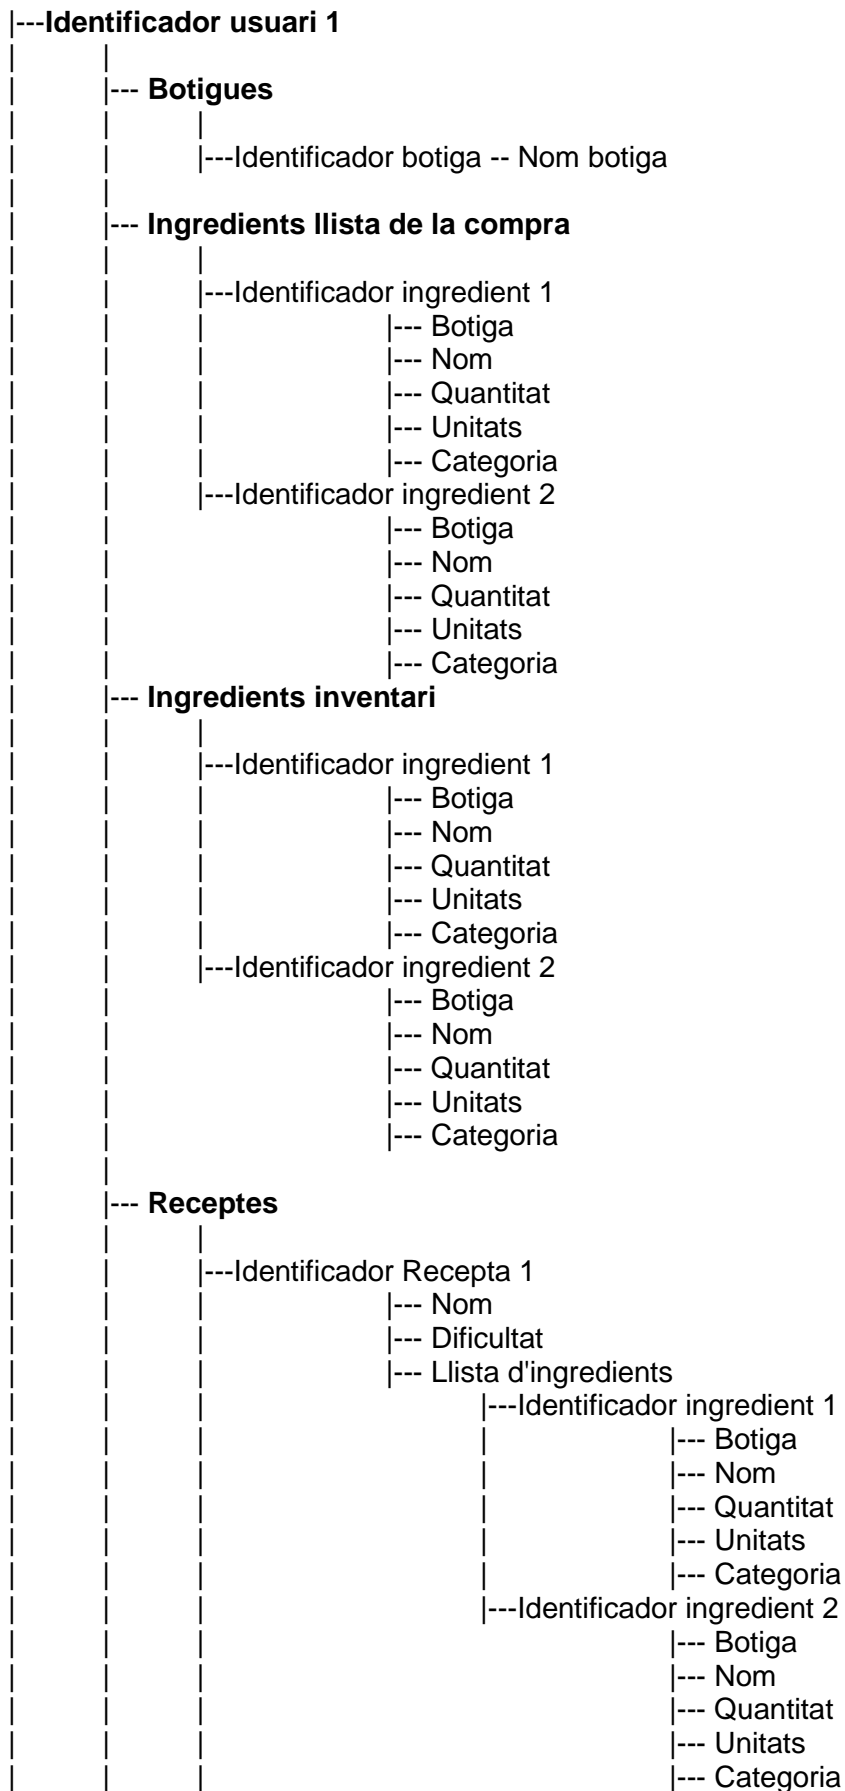 |---Identificador usuari 1
| |
| |--- Botigues
| | |
| | |---Identificador botiga -- Nom botiga
| |
| |--- Ingredients llista de la compra
| | |
| | |---Identificador ingredient 1
| | | |--- Botiga
| | | |--- Nom
| | | |--- Quantitat
| | | |--- Unitats
| | | |--- Categoria
| | |---Identificador ingredient 2
| | |--- Botiga
| | |--- Nom
| | |--- Quantitat
| | |--- Unitats
| | |--- Categoria
| |--- Ingredients inventari
| | |
| | |---Identificador ingredient 1
| | | |--- Botiga
| | | |--- Nom
| | | |--- Quantitat
| | | |--- Unitats
| | | |--- Categoria
| | |---Identificador ingredient 2
| | |--- Botiga
| | |--- Nom
| | |--- Quantitat
| | |--- Unitats
| | |--- Categoria
| |
| |--- Receptes
| | |
| | |---Identificador Recepta 1
| | | |--- Nom
| | | |--- Dificultat
| | | |--- Llista d'ingredients
| | | |---Identificador ingredient 1
| | | | |--- Botiga
| | | | |--- Nom
| | | | |--- Quantitat
| | | | |--- Unitats
| | | | |--- Categoria
| | | |---Identificador ingredient 2
| | | |--- Botiga
| | | |--- Nom
| | | |--- Quantitat
| | | |--- Unitats
| | | |--- Categoria